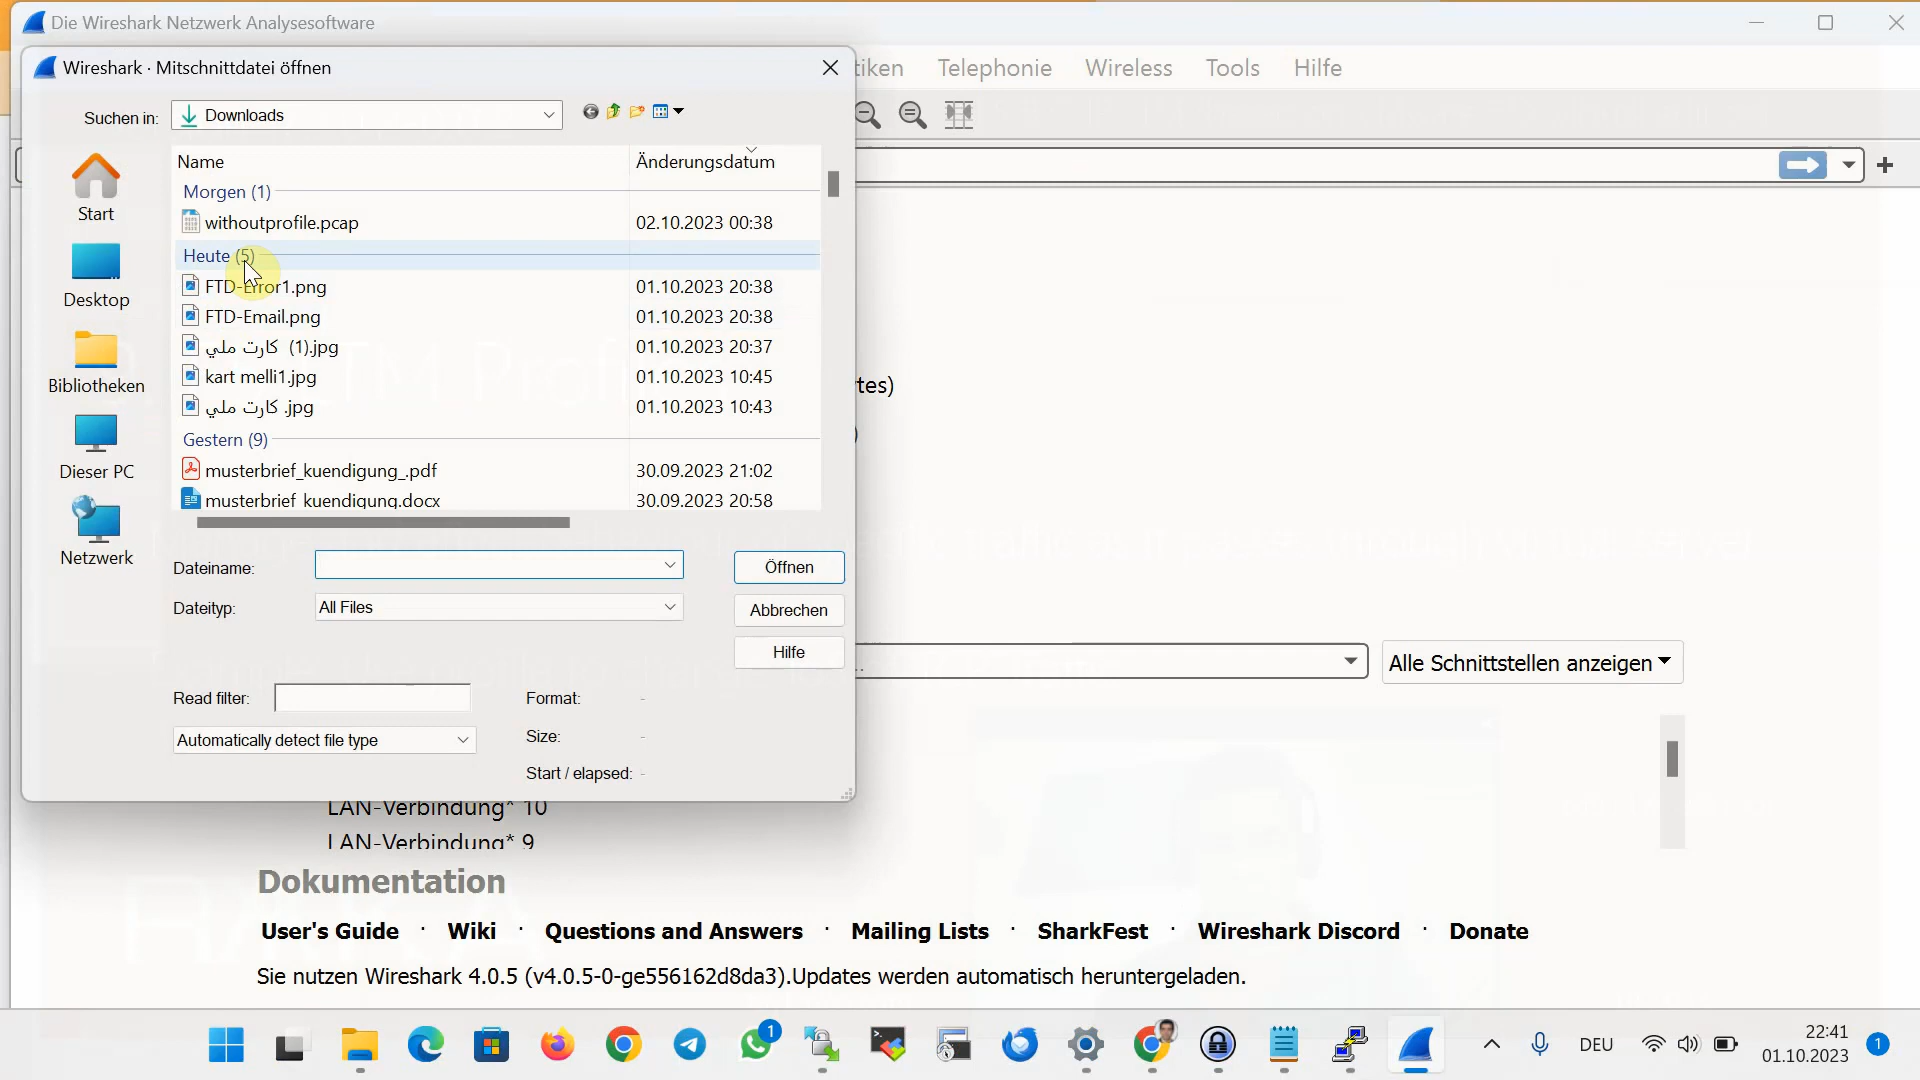 Die Wireshark Netzwerk Analysesoftware
Wireshark · Mitschnittdatei öffnen
tiken Telephonie Wireless Tools Hilfe
Suchen in: Downloads
Name Änderungsdatum
Morgen (1)
withoutprofile.pcap 02.10.2023 00:38
Heute (5)
FTD-Error1.png 01.10.2023 20:38
FTD-Email.png 01.10.2023 20:38
كارت ملي (1).jpg 01.10.2023 20:37
kart melli1.jpg 01.10.2023 10:45
كارت ملي .jpg 01.10.2023 10:43
Gestern (9)
musterbrief_kuendigung_.pdf 30.09.2023 21:02
musterbrief_kuendigung.docx 30.09.2023 20:58
Start
Desktop
Bibliotheken
Dieser PC
Netzwerk
Dateiname: Öffnen
Dateityp: All Files Abbrechen
Hilfe
Read filter: Format: -
Automatically detect file type Size: -
Start / elapsed: -
tes)
)
... Alle Schnittstellen anzeigen
LAN-Verbindung* 10
LAN-Verbindung* 9
Dokumentation
User's Guide · Wiki · Questions and Answers · Mailing Lists · SharkFest · Wireshark Discord · Donate
Sie nutzen Wireshark 4.0.5 (v4.0.5-0-ge556162d8da3).Updates werden automatisch heruntergeladen.
1
DEU 22:41 1
01.10.2023